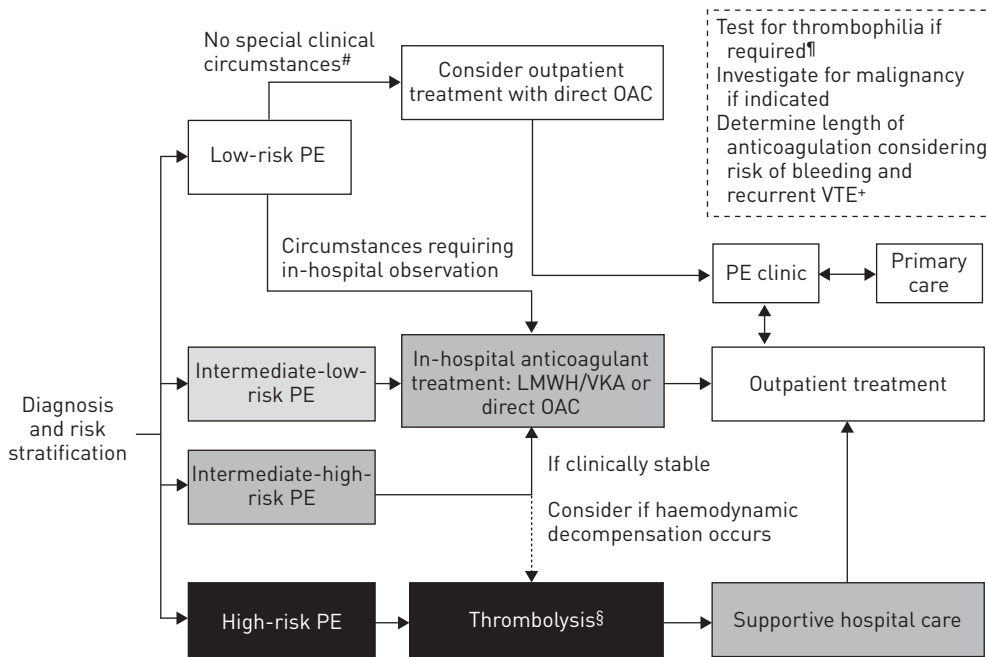 No special clinical
circumstances#
Consider outpatient
treatment with direct OAC
Test for thrombophilia if
required¶
Investigate for malignancy
if indicated
Determine length of
anticoagulation considering
risk of bleeding and
recurrent VTE+
Low-risk PE
Circumstances requiring
in-hospital observation
PE clinic
Primary
care
Intermediate-low-
risk PE
In-hospital anticoagulant
treatment: LMWH/VKA or
direct OAC
Outpatient treatment
Diagnosis
and risk
stratification
Intermediate-high-
risk PE
If clinically stable
Consider if haemodynamic
decompensation occurs
High-risk PE
Thrombolysis§
Supportive hospital care